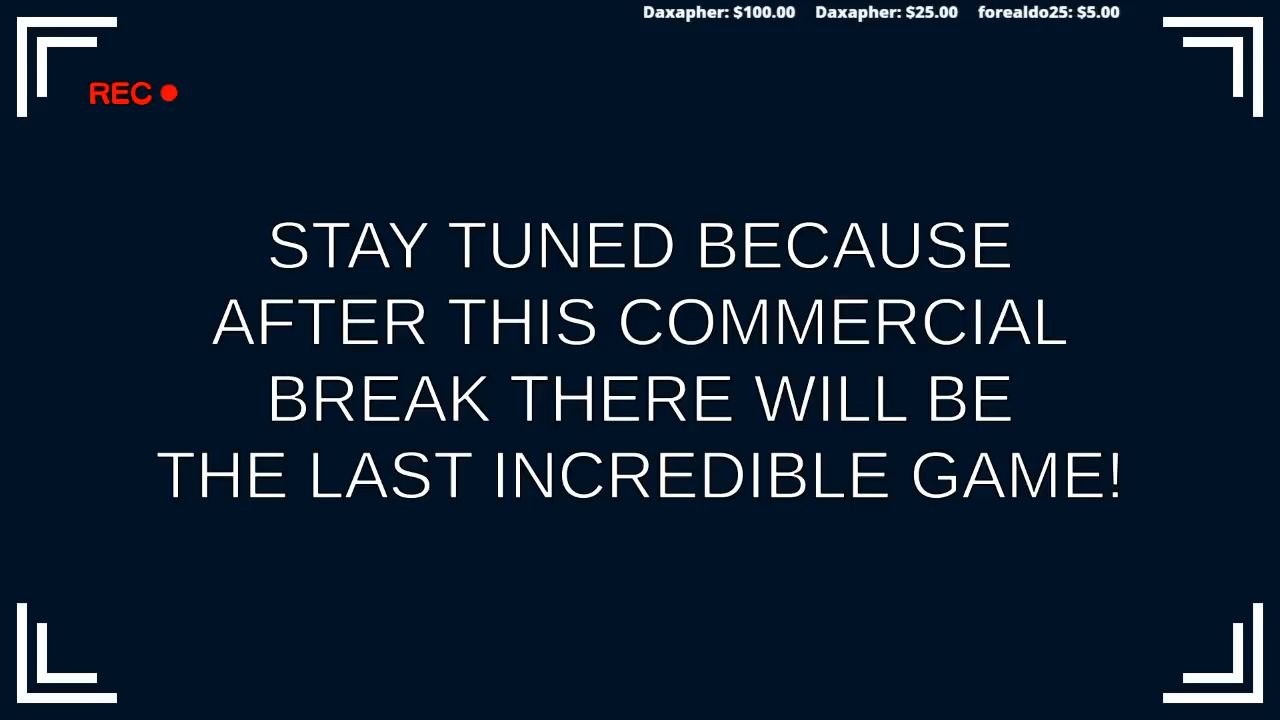 Daxapher: $100.00 Daxapher: $25.00 forealdo25: $5.00
REC
STAY TUNED BECAUSE
AFTER THIS COMMERCIAL
BREAK THERE WILL BE
THE LAST INCREDIBLE GAME!